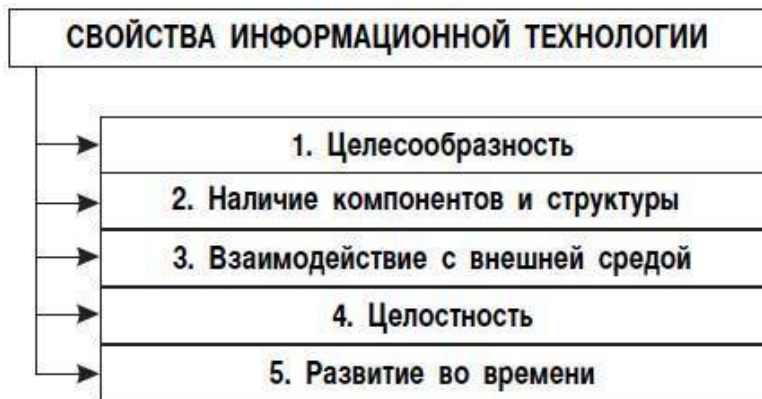 СВОЙСТВА ИНФОРМАЦИОННОЙ ТЕХНОЛОГИИ
1. Целесообразность
2. Наличие компонентов и структуры
3. Взаимодействие с внешней средой
4. Целостность
5. Развитие во времени